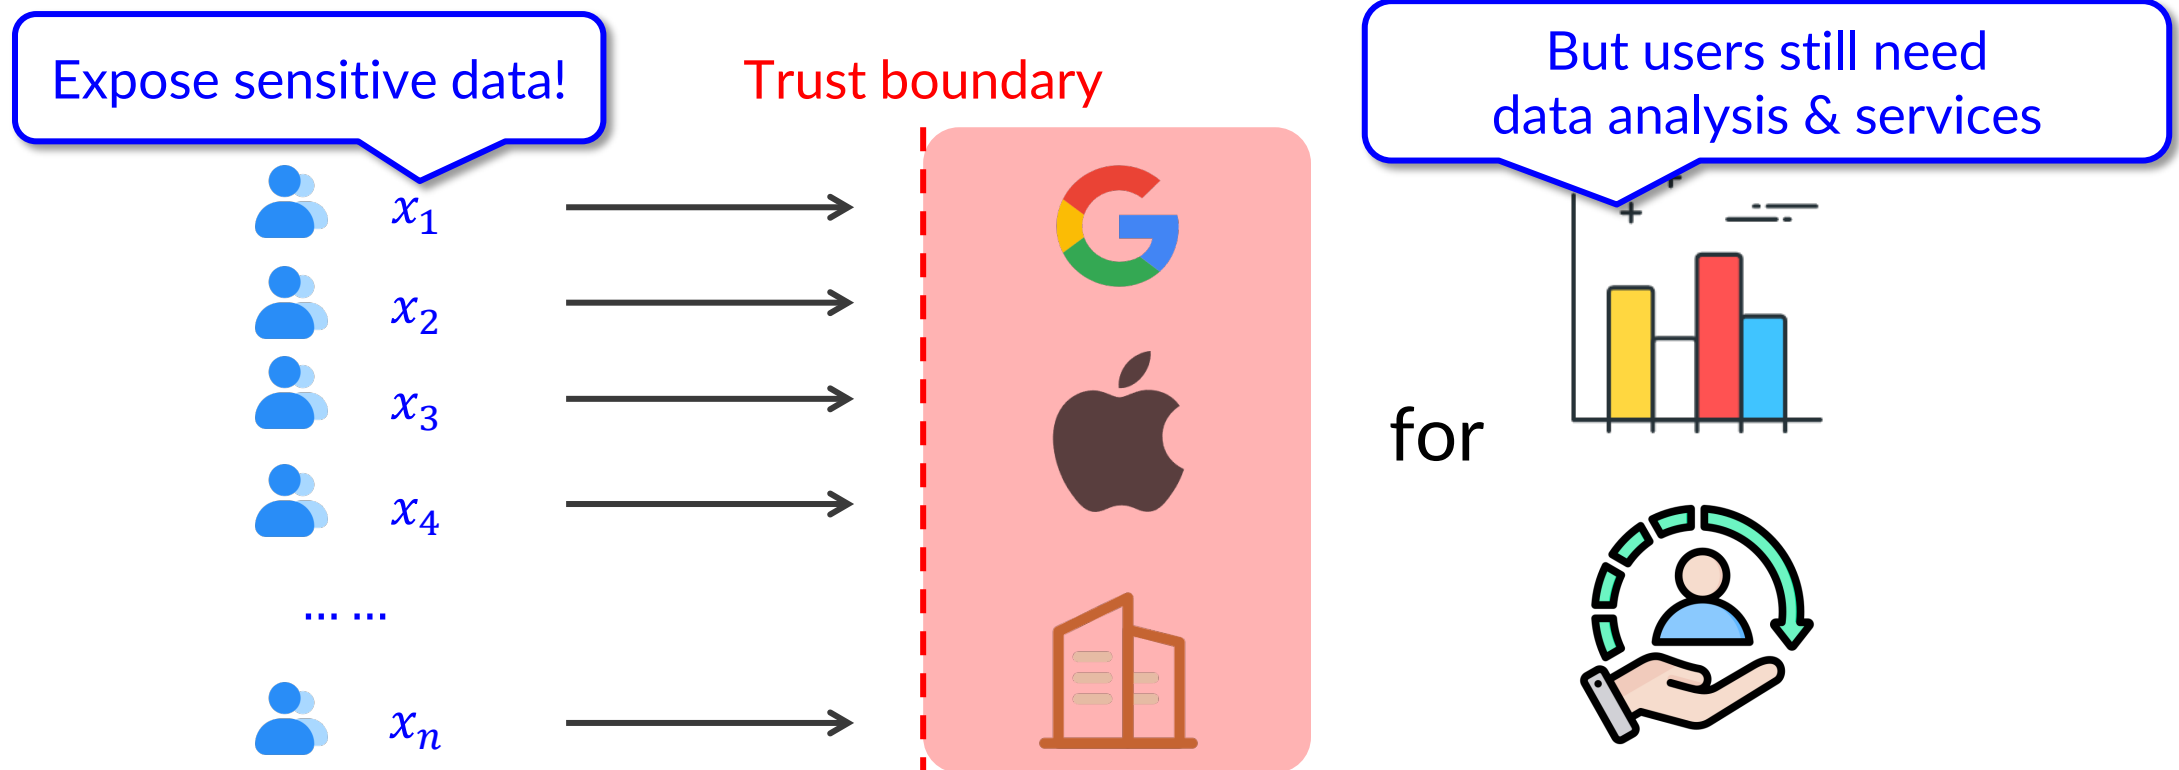 Expose sensitive data!
Trust boundary
But users still need
data analysis & services
x₁
x₂
x₃
x₄
... ...
xₙ
for